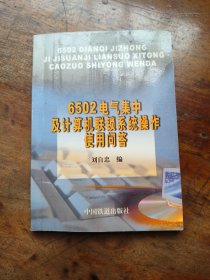 6502 DIANQI JIZHONG
JI JISUANJI LIANSUO XITONG
CAOZUO SHIYONG WENDA
6502电气集中
及计算机联锁系统操作
使用问答
刘自忠 编
中国铁道出版社